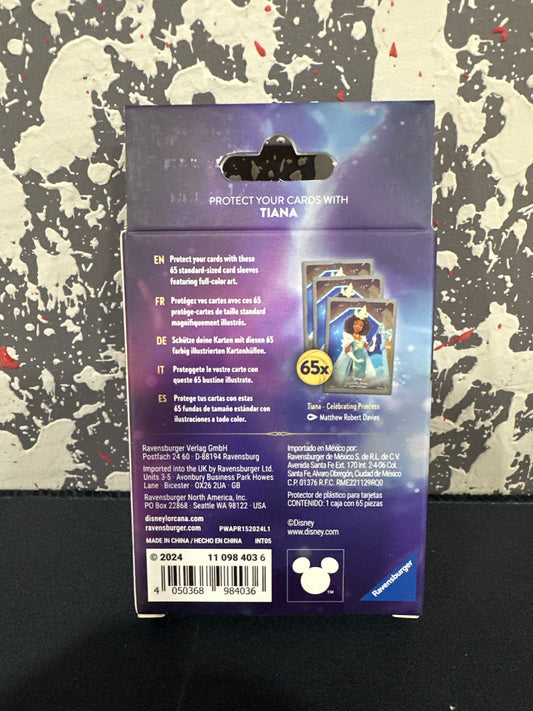 PROTECT YOUR CARDS WITH
TIANA
EN Protect your cards with these
65 standard-sized card sleeves
featuring full-color art.
FR Protégez vos cartes avec ces 65
protège-cartes de taille standard
magnifiquement illustrés.
DE Schütze deine Karten mit diesen 65
farbig illustrierten Kartenhüllen.
IT Proteggete le vostre carte con
queste 65 bustine illustrate.
ES Protege tus cartas con estas
65 fundas de tamaño estándar con
ilustraciones a todo color.
65x
Tiana - Celebrating Princess
Matthew Robert Davies
Ravensburger Verlag GmbH
Postfach 24 60 · D-88194 Ravensburg
Imported into the UK by Ravensburger Ltd.
Units 3-5 · Avonbury Business Park Howes
Lane · Bicester · OX26 2UA · GB
Ravensburger North America, Inc.
PO Box 22868 · Seattle WA 98122 · USA
disneylorcana.com
ravensburger.com PWAPR152024L1
MADE IN CHINA / HECHO EN CHINA INT05
Importado en México por:
Ravensburger de México S. de R.L. de C.V.
Avenida Santa Fe Ext. 170 Int. 2-4-06 Col.
Santa Fe, Alvaro Obregón, Ciudad de México
C.P. 01376 R.F.C. RME221129RQ0
Protector de plástico para tarjetas
CONTENIDO: 1 caja con 65 piezas
©Disney
www.disney.com
© 2024 11 098 403 6
4 050368 984036
TM
Ravensburger